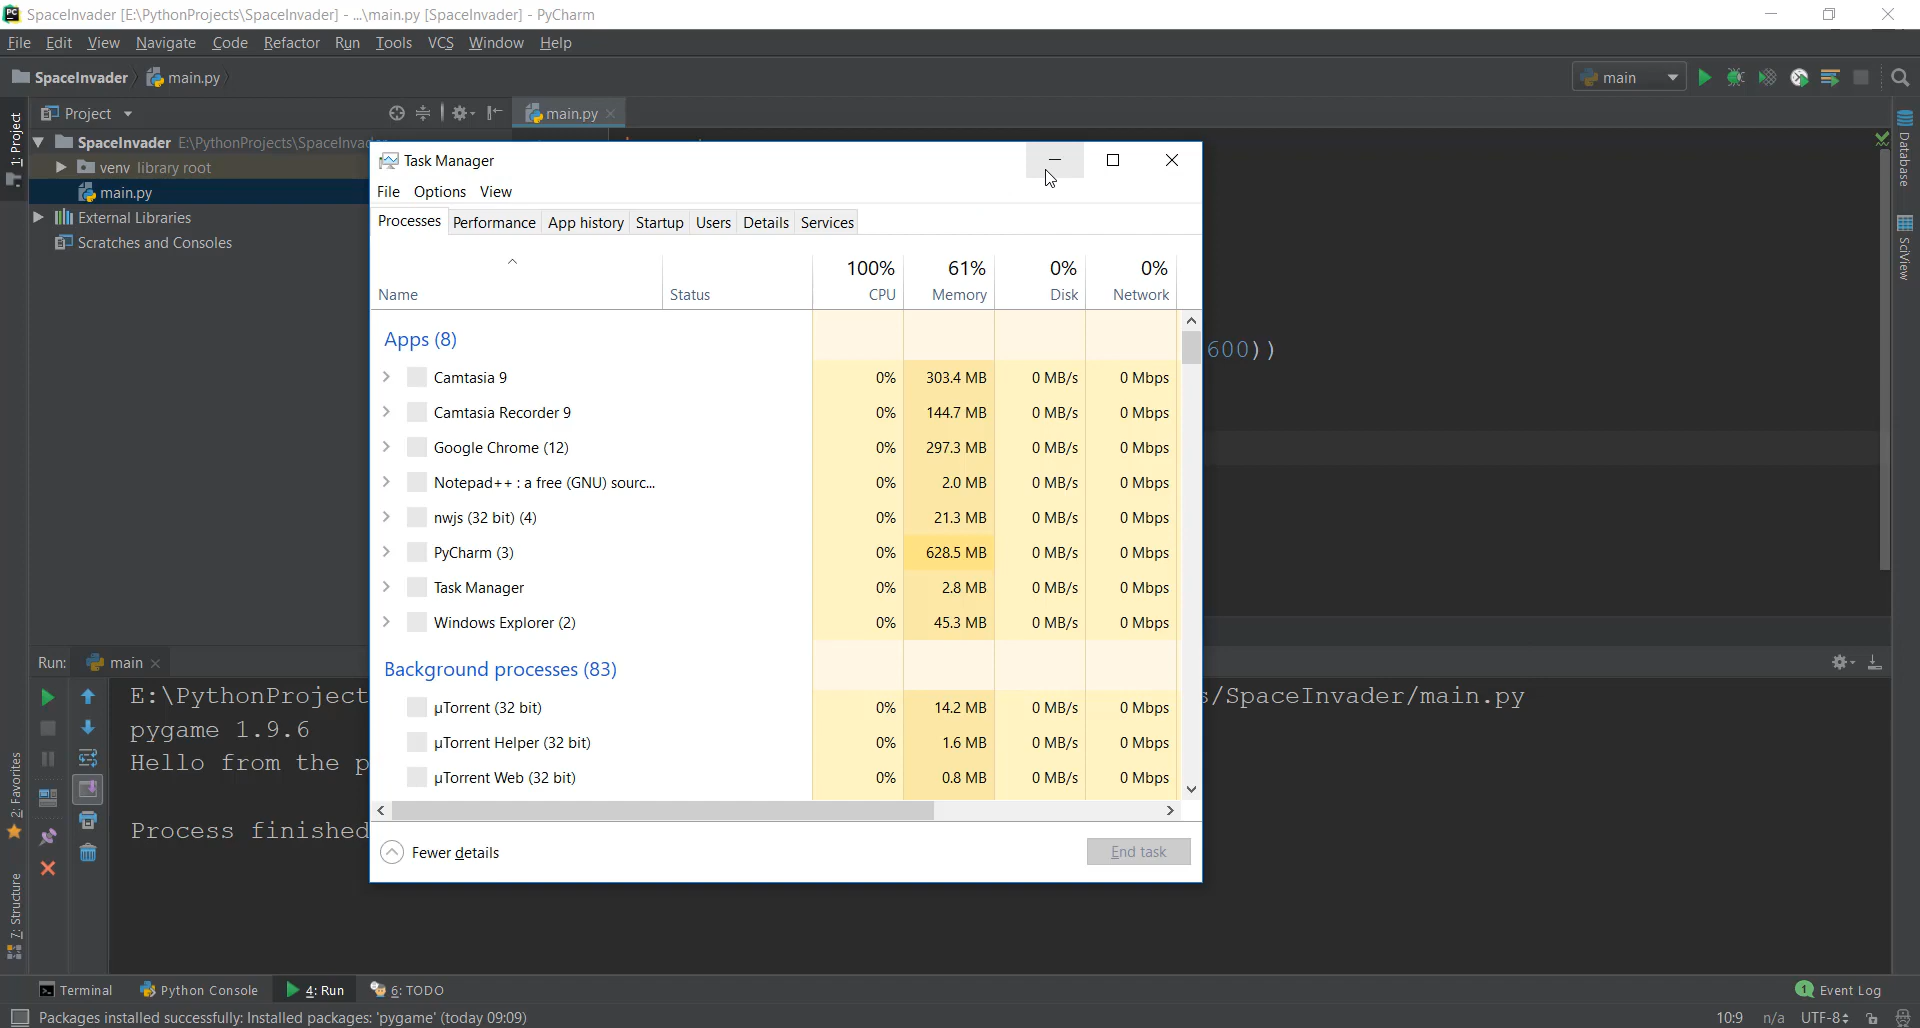 SpaceInvader [E:\PythonProjects\SpaceInvader] - ...\main.py [SpaceInvader] - PyCharm
File Edit View Navigate Code Refactor Run Tools VCS Window Help
SpaceInvader main.py
main
Project
main.py
1: Project
SpaceInvader E:\PythonProjects\SpaceInvader
venv library root
main.py
External Libraries
Scratches and Consoles
Database
SciView
Task Manager
File Options View
Processes Performance App history Startup Users Details Services
100% 61% 0% 0%
Name Status CPU Memory Disk Network
Apps (8)
600))
Camtasia 9 0% 303.4 MB 0 MB/s 0 Mbps
Camtasia Recorder 9 0% 144.7 MB 0 MB/s 0 Mbps
Google Chrome (12) 0% 297.3 MB 0 MB/s 0 Mbps
Notepad++ : a free (GNU) sourc... 0% 2.0 MB 0 MB/s 0 Mbps
nwjs (32 bit) (4) 0% 21.3 MB 0 MB/s 0 Mbps
PyCharm (3) 0% 628.5 MB 0 MB/s 0 Mbps
Task Manager 0% 2.8 MB 0 MB/s 0 Mbps
Windows Explorer (2) 0% 45.3 MB 0 MB/s 0 Mbps
Background processes (83)
µTorrent (32 bit) 0% 14.2 MB 0 MB/s 0 Mbps
µTorrent Helper (32 bit) 0% 1.6 MB 0 MB/s 0 Mbps
µTorrent Web (32 bit) 0% 0.8 MB 0 MB/s 0 Mbps
Fewer details End task
Run: main
E:\PythonProject s/SpaceInvader/main.py
pygame 1.9.6
Hello from the p
Process finished
2: Favorites
7: Structure
Terminal Python Console 4: Run 6: TODO 1 Event Log
Packages installed successfully: Installed packages: 'pygame' (today 09:09) 10:9 n/a UTF-8